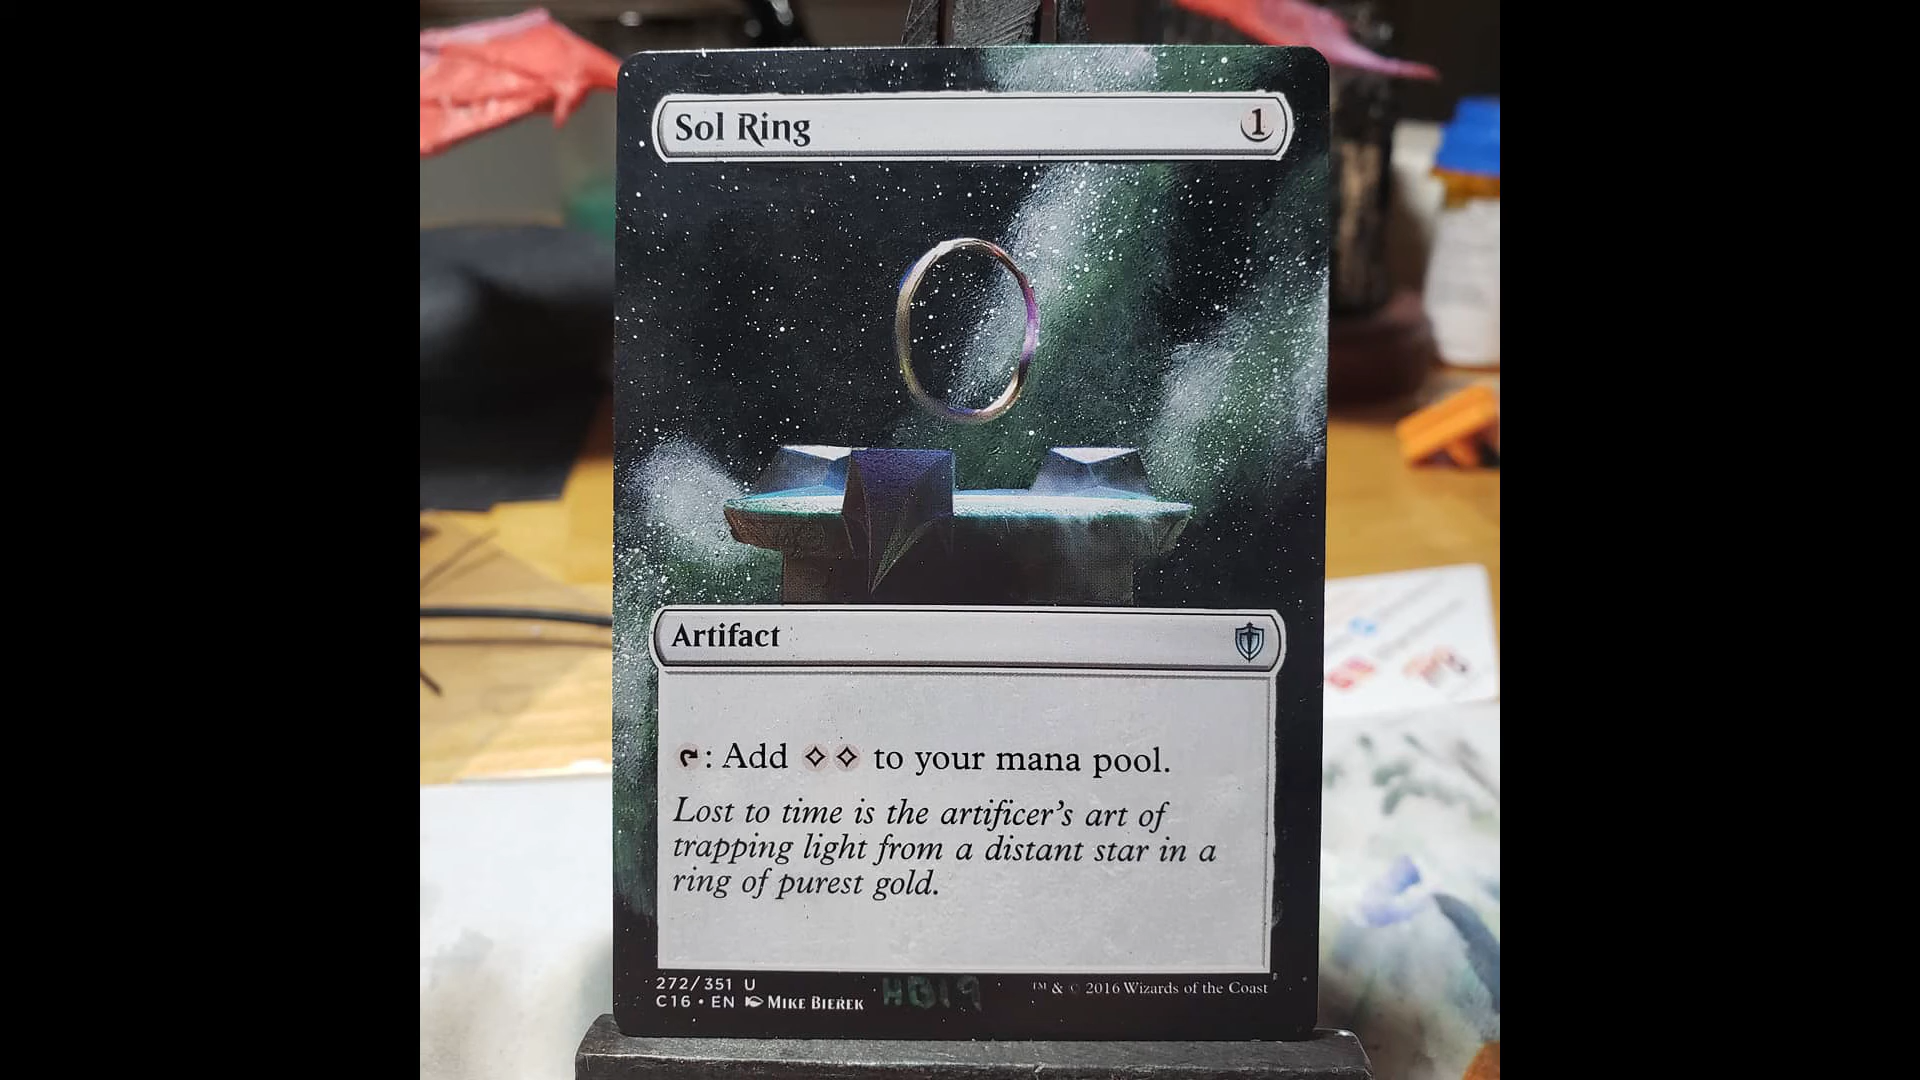 Sol Ring 1
Artifact
: Add to your mana pool.
Lost to time is the artificer's art of
trapping light from a distant star in a
ring of purest gold.
272/351 U
C16 • EN MIKE BIEREK
HB19
™ & © 2016 Wizards of the Coast